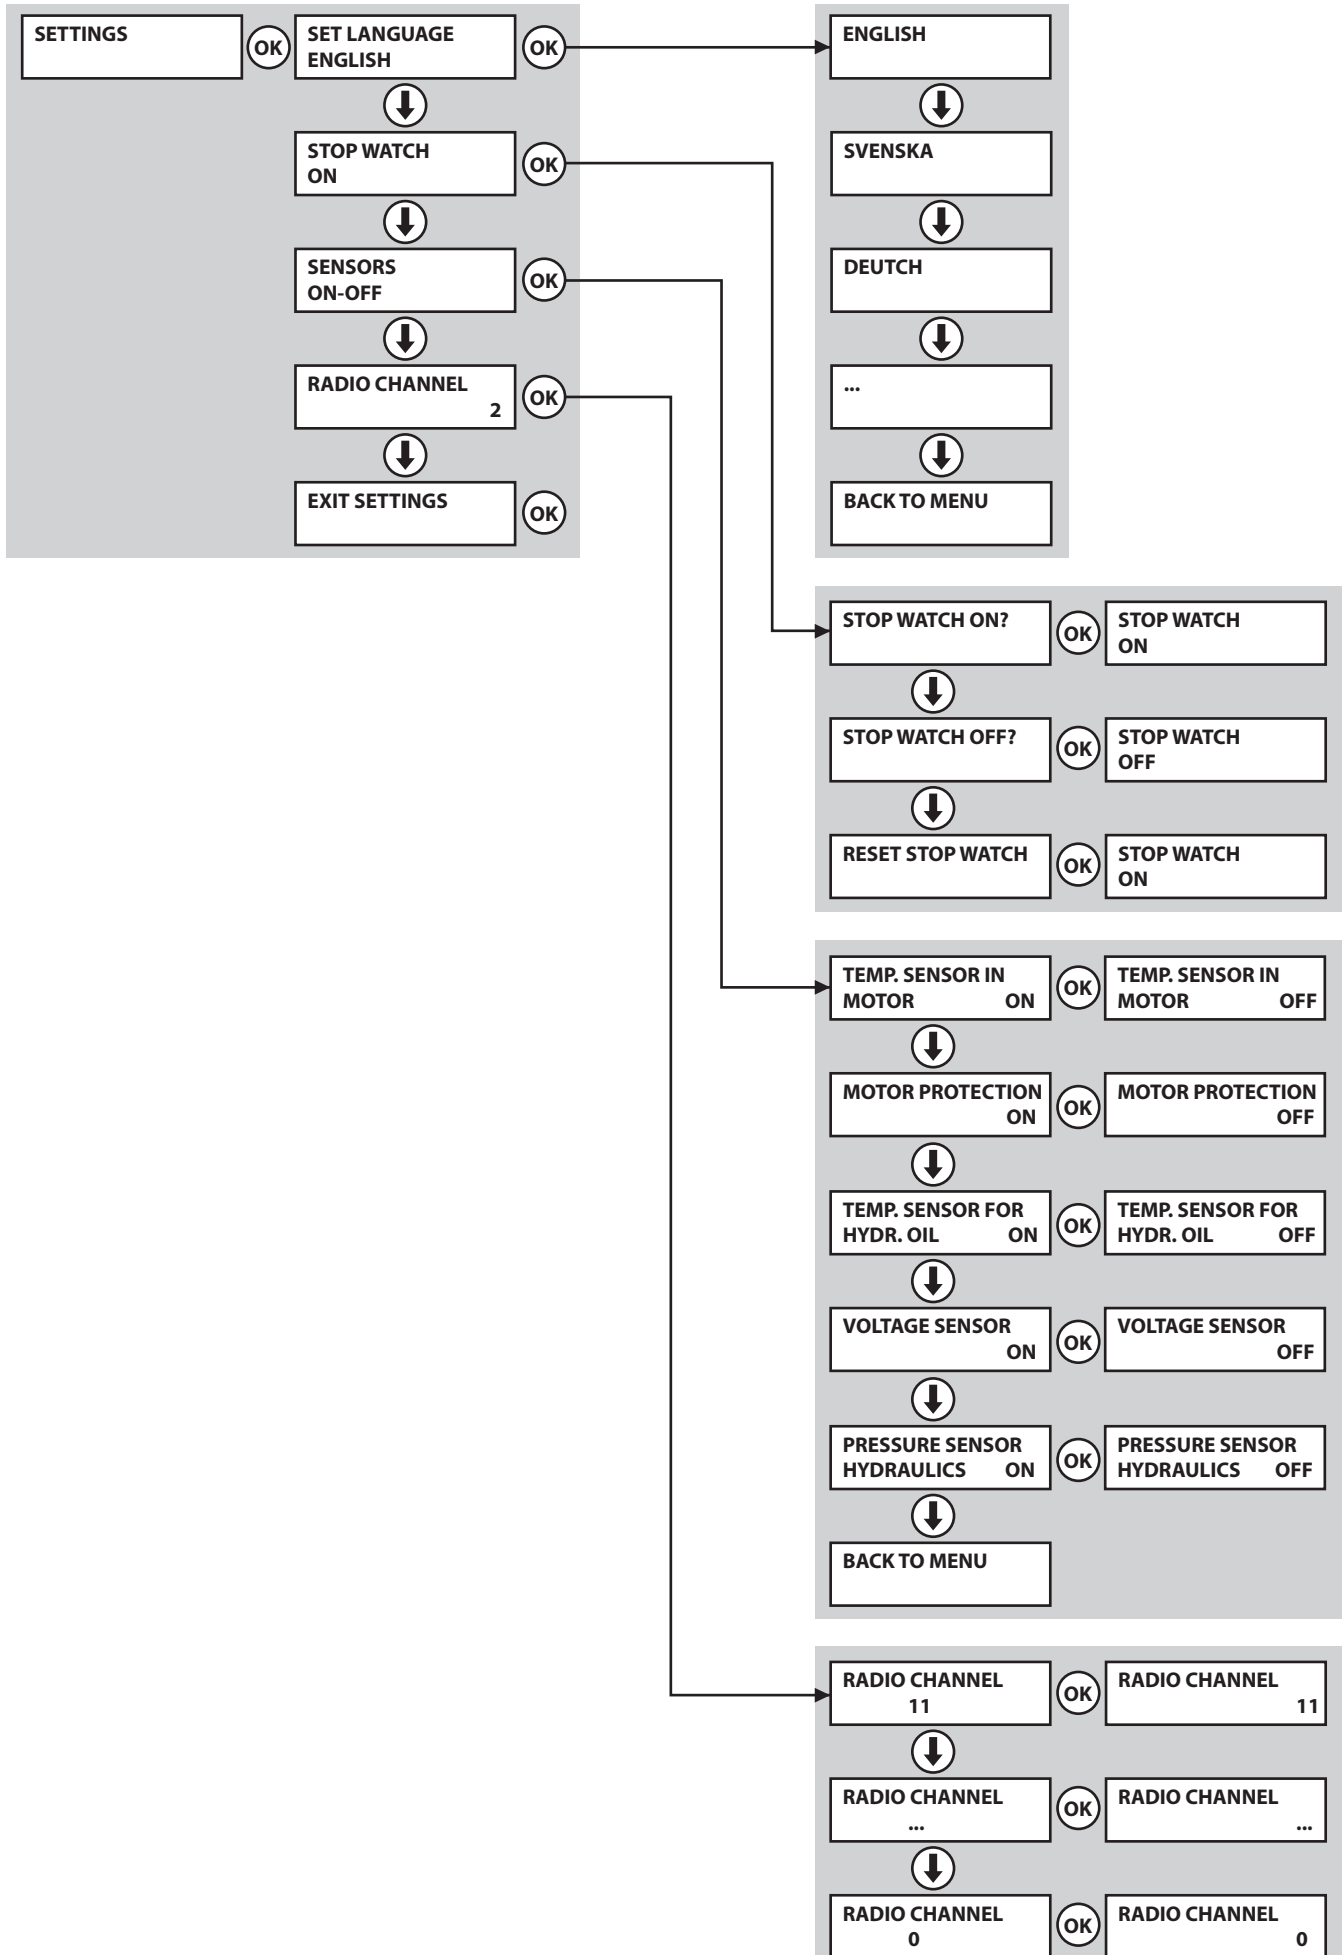 SETTINGS
OK
SET LANGUAGE
ENGLISH
OK
STOP WATCH
ON
OK
SENSORS
ON-OFF
OK
RADIO CHANNEL
2
OK
EXIT SETTINGS
OK
ENGLISH
SVENSKA
DEUTCH
...
BACK TO MENU
STOP WATCH ON?
OK
STOP WATCH
ON
STOP WATCH OFF?
OK
STOP WATCH
OFF
RESET STOP WATCH
OK
STOP WATCH
ON
TEMP. SENSOR IN
MOTOR ON
OK
TEMP. SENSOR IN
MOTOR OFF
MOTOR PROTECTION
ON
OK
MOTOR PROTECTION
OFF
TEMP. SENSOR FOR
HYDR. OIL ON
OK
TEMP. SENSOR FOR
HYDR. OIL OFF
VOLTAGE SENSOR
ON
OK
VOLTAGE SENSOR
OFF
PRESSURE SENSOR
HYDRAULICS ON
OK
PRESSURE SENSOR
HYDRAULICS OFF
BACK TO MENU
RADIO CHANNEL
11
OK
RADIO CHANNEL
11
RADIO CHANNEL
...
OK
RADIO CHANNEL
...
RADIO CHANNEL
0
OK
RADIO CHANNEL
0